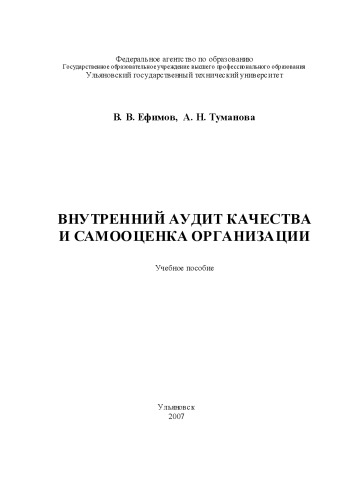 Федеральное агентство по образованию
Государственное образовательное учреждение высшего профессионального образования
Ульяновский государственный технический университет
В. В. Ефимов, А. Н. Туманова
ВНУТРЕННИЙ АУДИТ КАЧЕСТВА
И САМООЦЕНКА ОРГАНИЗАЦИИ
Учебное пособие
Ульяновск
2007